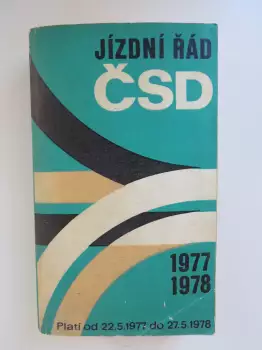 JÍZDNÍ ŘÁD
ČSD
1977
1978
Platí od 22.5.1977 do 27.5.1978